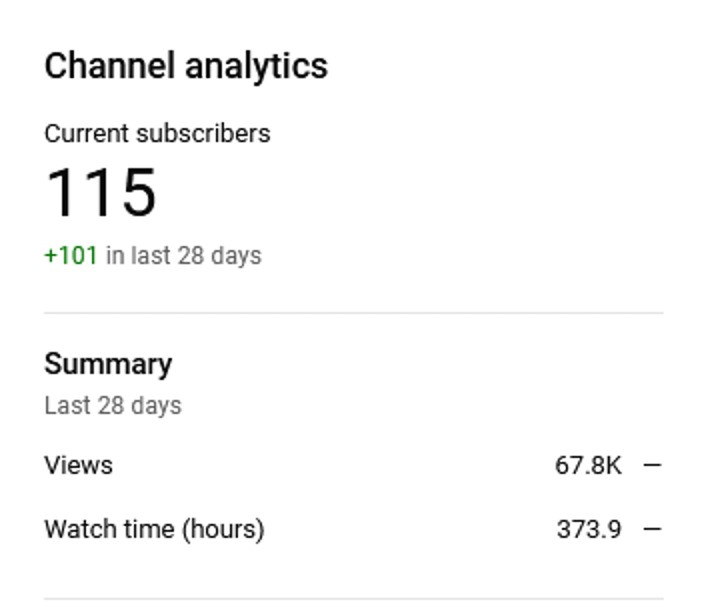 Channel analytics
Current subscribers
115
+101 in last 28 days
Summary
Last 28 days
Views 67.8K —
Watch time (hours) 373.9 —